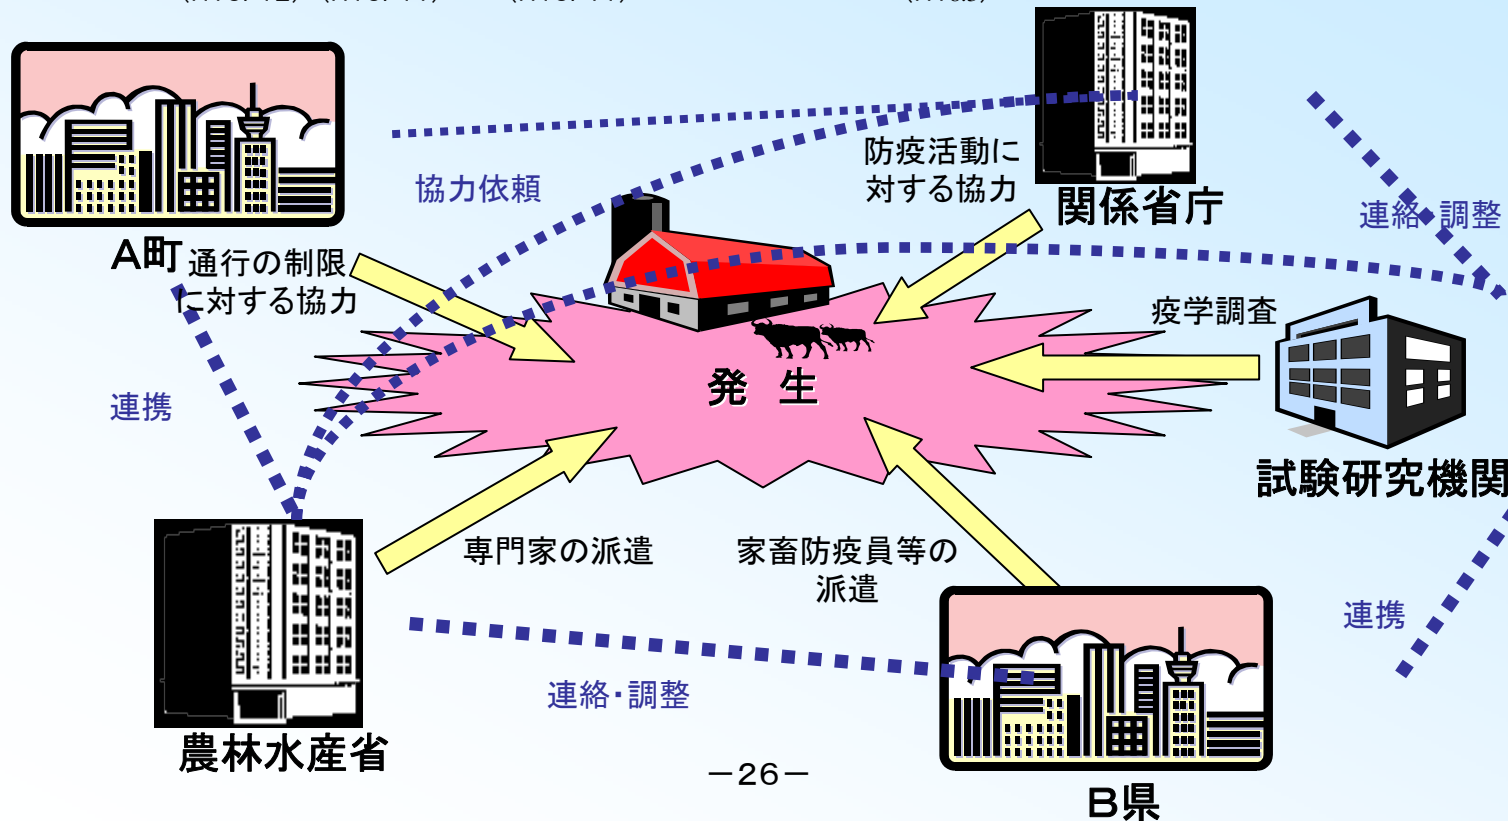 防疫活動に
対する協力
関係省庁
協力依頼
連絡・調整
A町
通行の制限
に対する協力
疫学調査
発 生
連携
試験研究機関
専門家の派遣
家畜防疫員等の
派遣
連携
連絡・調整
農林水産省
－26－
B県